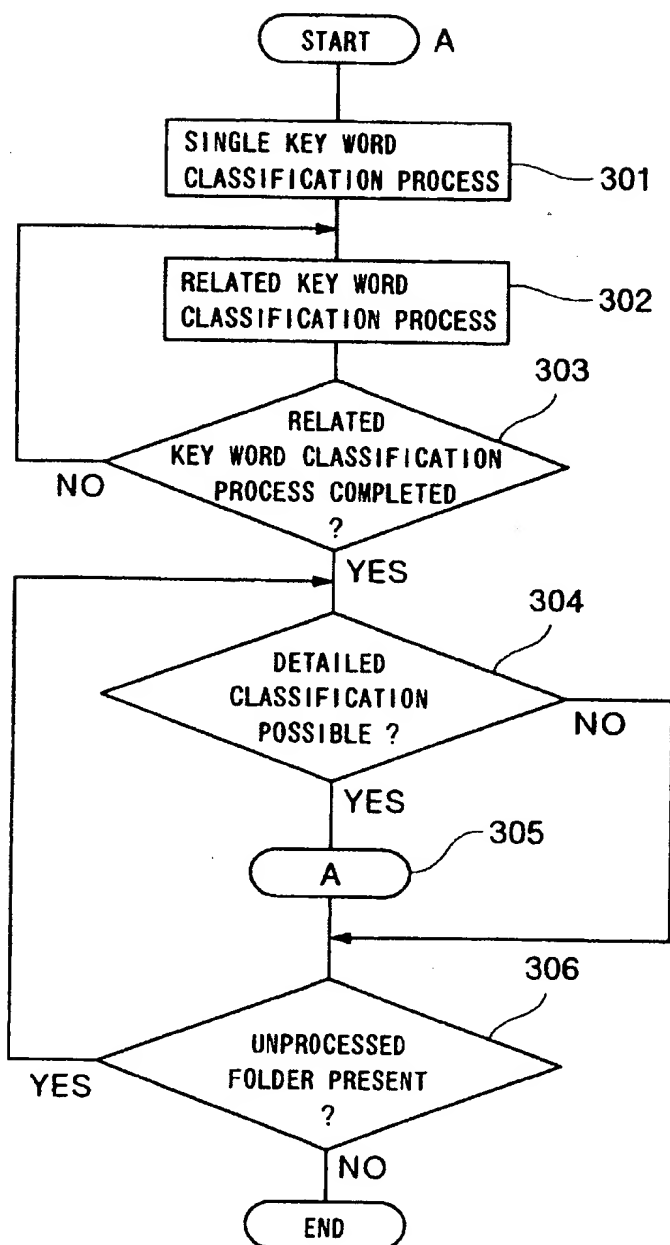 START A
SINGLE KEY WORD
CLASSIFICATION PROCESS
301
RELATED KEY WORD
CLASSIFICATION PROCESS
302
303
RELATED
KEY WORD CLASSIFICATION
PROCESS COMPLETED
?
NO
YES
304
DETAILED
CLASSIFICATION
POSSIBLE ?
NO
YES
305
A
306
UNPROCESSED
FOLDER PRESENT
?
YES
NO
END